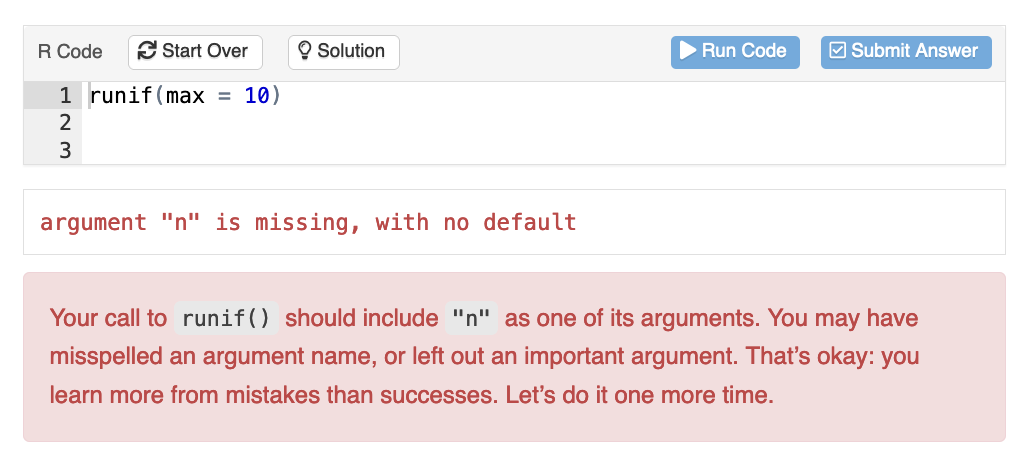 R Code Start Over Solution Run Code Submit Answer
1 runif(max = 10)
2
3
argument "n" is missing, with no default
Your call to runif() should include "n" as one of its arguments. You may have
misspelled an argument name, or left out an important argument. That’s okay: you
learn more from mistakes than successes. Let’s do it one more time.